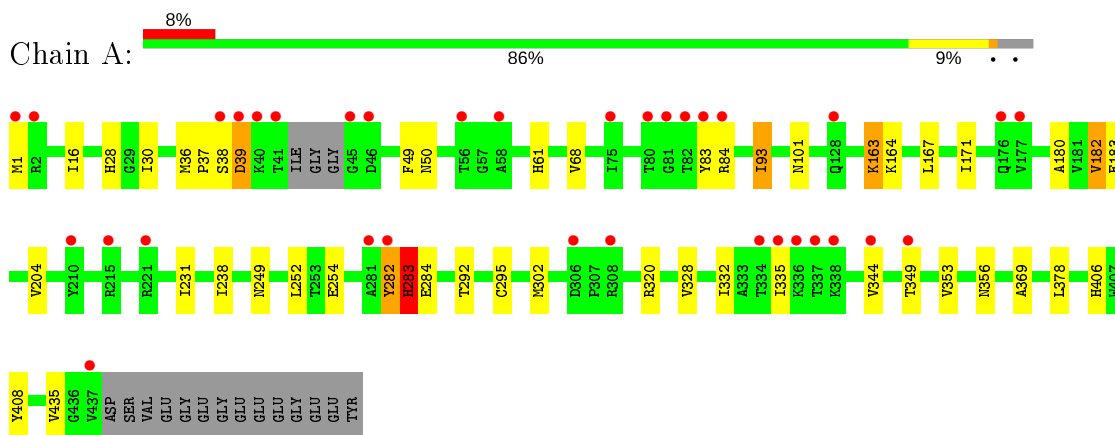 8%
Chain A:
86% 9% • •
M1 R2 I16 H28 G29 I30 M36 P37 S38 D39 K40 T41 ILE GLY GLY G45 D46 F49 N50 T56 G57 A58 H61 V68 I75 T80 G81 T82 Y83 R84 I93 N101 Q128 K163 K164 L167 I171 Q176 V177 A180 V181 V182 E183
V204 Y210 R215 R221 I231 I238 N249 L252 T253 E254 A281 Y282 H283 E284 T292 C295 M302 D306 P307 R308 R320 V328 I332 A333 T334 I335 K336 T337 K338 V344 T349 V353 N356 A369 L378 H406 W407
Y408 V435 G436 V437 ASP SER VAL GLU GLY GLU GLY GLU GLU GLU GLY GLU GLU TYR